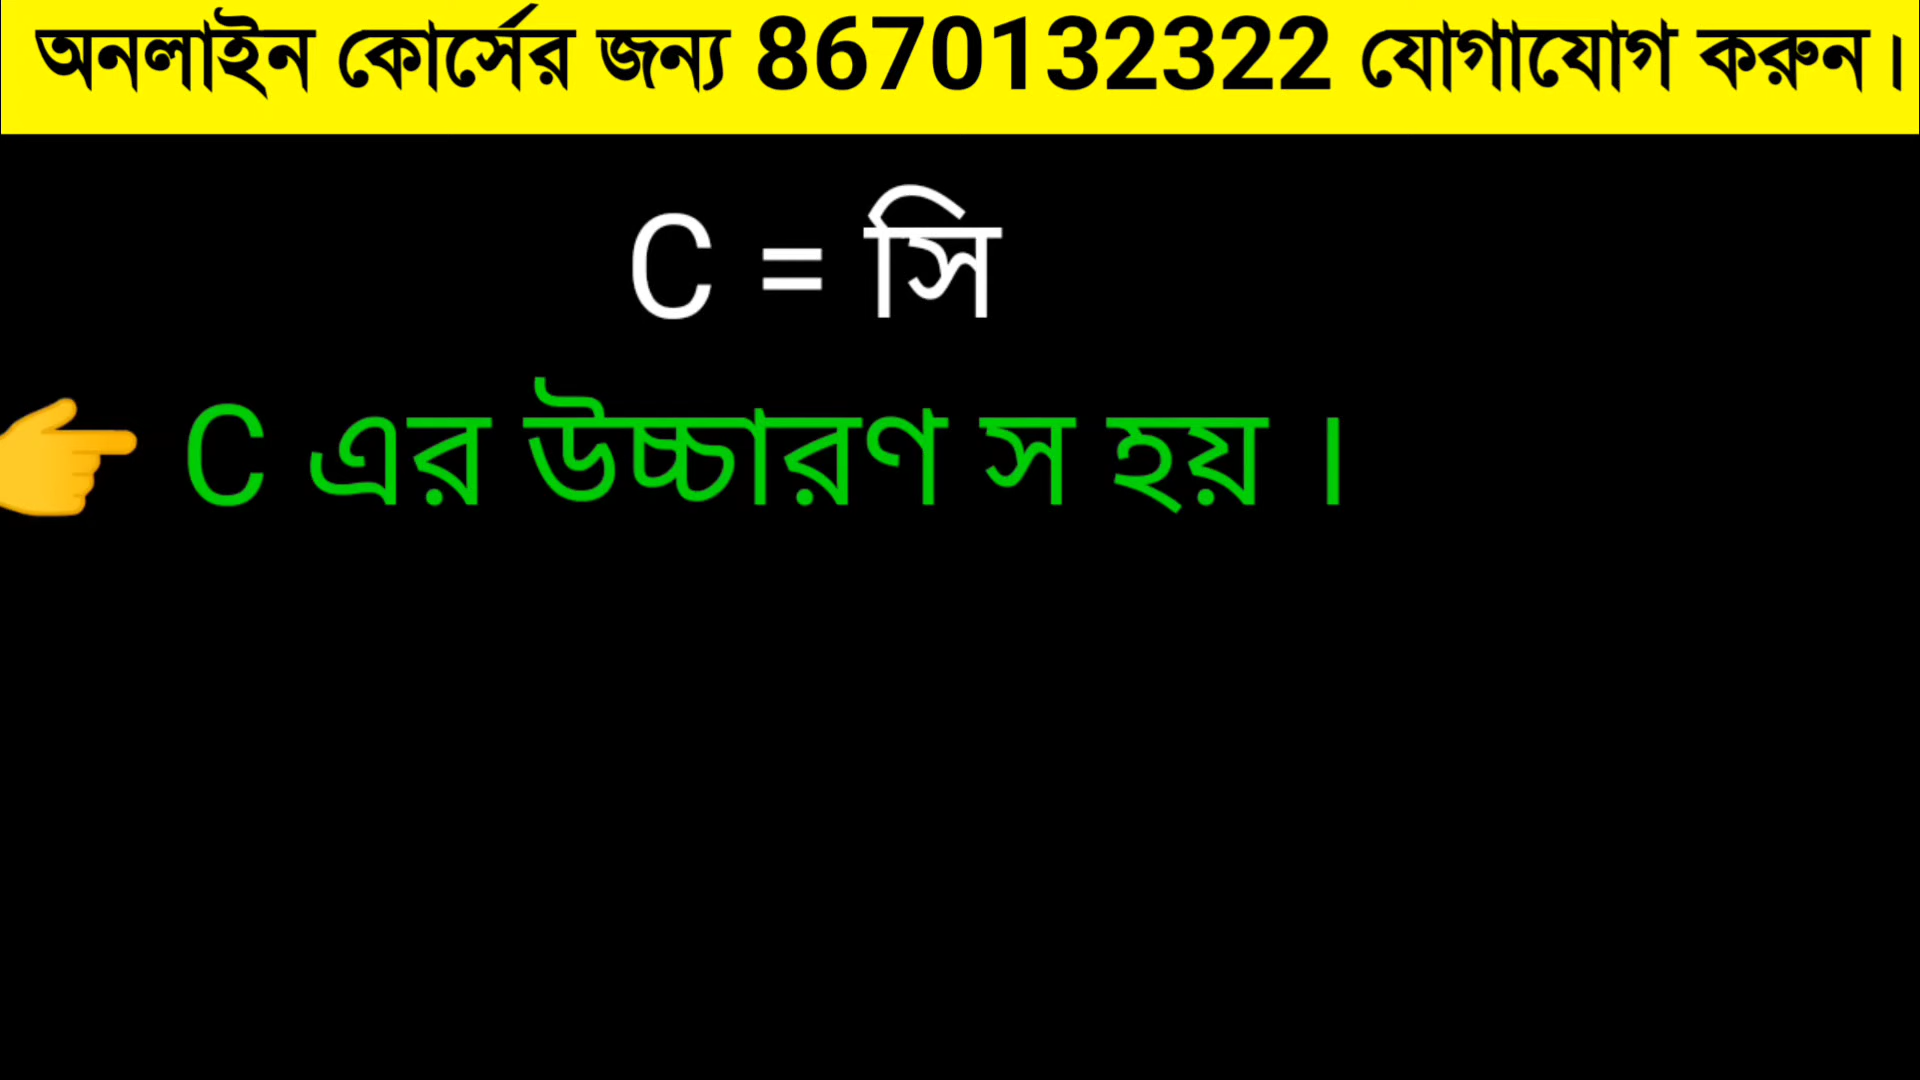 অনলাইন কোর্সের জন্য 8670132322 যোগাযোগ করুন।
C = সি
👉 C এর উচ্চারণ স হয় ।